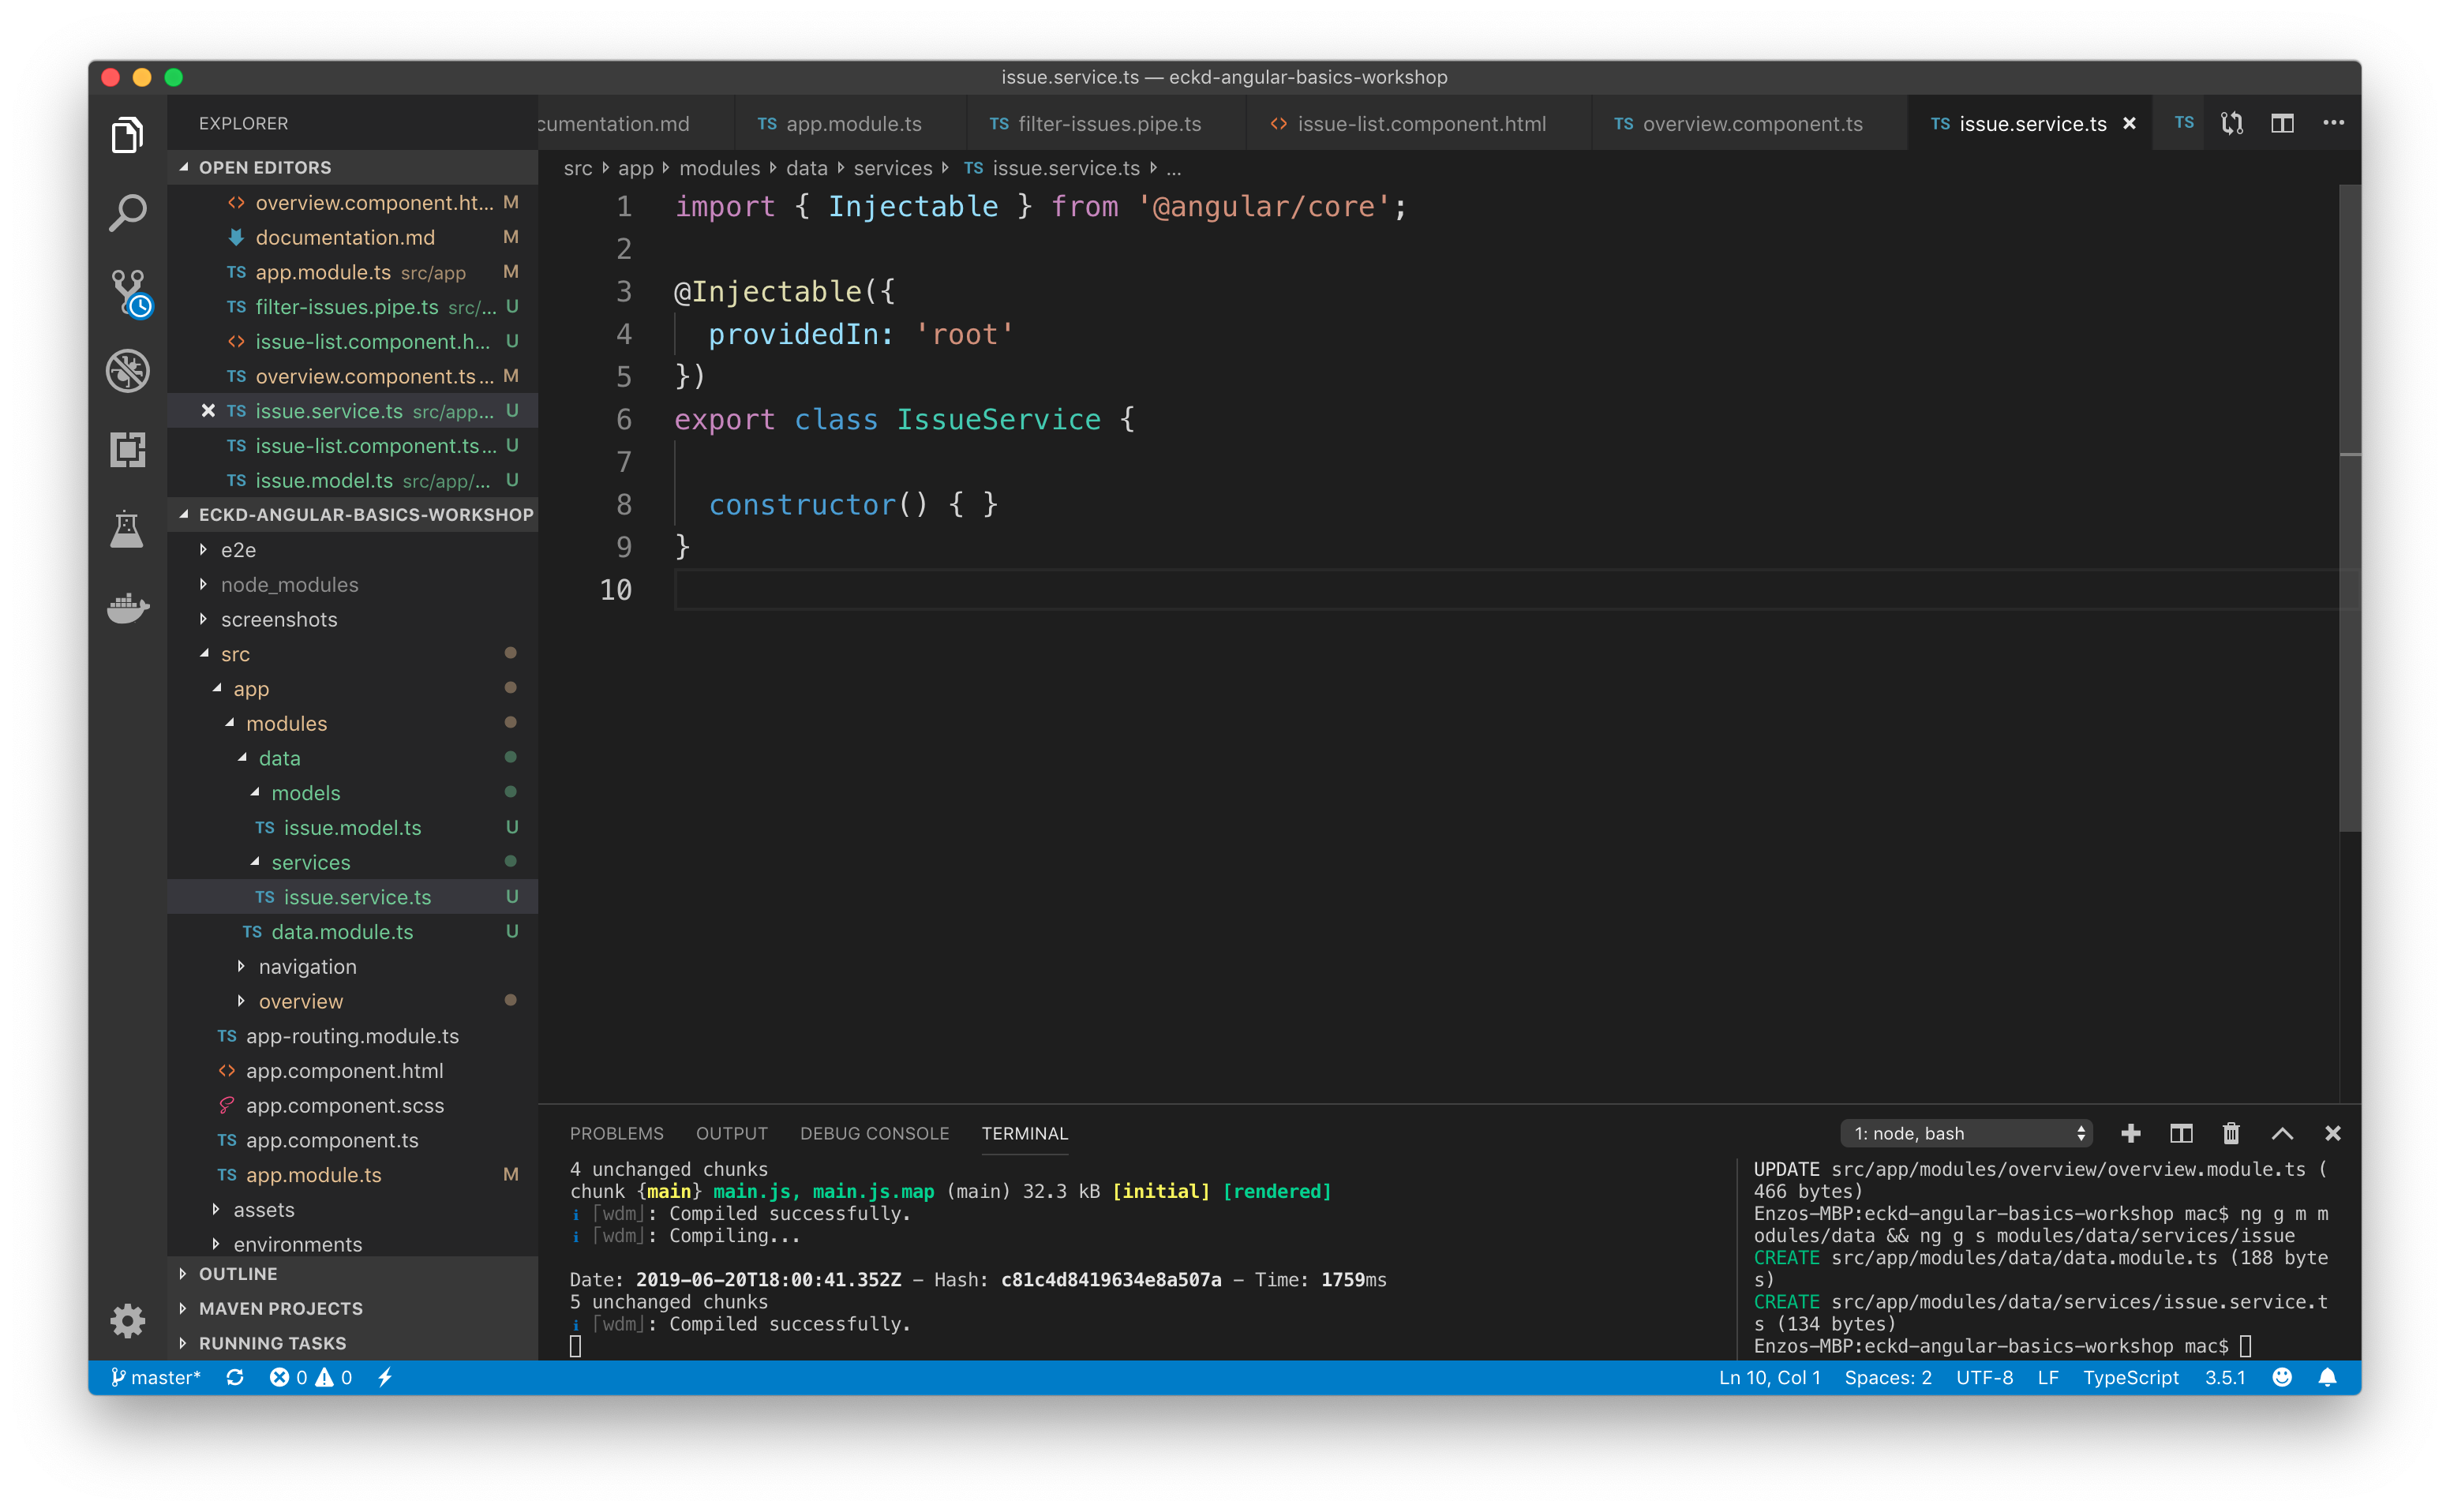 issue.service.ts — eckd-angular-basics-workshop
EXPLORER
OPEN EDITORS
<> overview.component.ht... M
documentation.md M
TS app.module.ts src/app M
TS filter-issues.pipe.ts src/... U
<> issue-list.component.h... U
TS overview.component.ts... M
TS issue.service.ts src/app... U
TS issue-list.component.ts... U
TS issue.model.ts src/app/... U
ECKD-ANGULAR-BASICS-WORKSHOP
e2e
node_modules
screenshots
src
app
modules
data
models
TS issue.model.ts U
services
TS issue.service.ts U
TS data.module.ts U
navigation
overview
TS app-routing.module.ts
<> app.component.html
app.component.scss
TS app.component.ts
TS app.module.ts M
assets
environments
OUTLINE
MAVEN PROJECTS
RUNNING TASKS
cumentation.md TS app.module.ts TS filter-issues.pipe.ts <> issue-list.component.html TS overview.component.ts TS issue.service.ts TS
src app modules data services TS issue.service.ts ...
1 import { Injectable } from '@angular/core';
2
3 @Injectable({
4 providedIn: 'root'
5 })
6 export class IssueService {
7
8 constructor() { }
9 }
10
PROBLEMS OUTPUT DEBUG CONSOLE TERMINAL 1: node, bash
4 unchanged chunks
chunk {main} main.js, main.js.map (main) 32.3 kB [initial] [rendered]
ℹ ｢wdm｣: Compiled successfully.
ℹ ｢wdm｣: Compiling...
Date: 2019-06-20T18:00:41.352Z - Hash: c81c4d8419634e8a507a - Time: 1759ms
5 unchanged chunks
ℹ ｢wdm｣: Compiled successfully.
UPDATE src/app/modules/overview/overview.module.ts (
466 bytes)
Enzos-MBP:eckd-angular-basics-workshop mac$ ng g m m
odules/data && ng g s modules/data/services/issue
CREATE src/app/modules/data/data.module.ts (188 byte
s)
CREATE src/app/modules/data/services/issue.service.t
s (134 bytes)
Enzos-MBP:eckd-angular-basics-workshop mac$
master* 0 0 Ln 10, Col 1 Spaces: 2 UTF-8 LF TypeScript 3.5.1